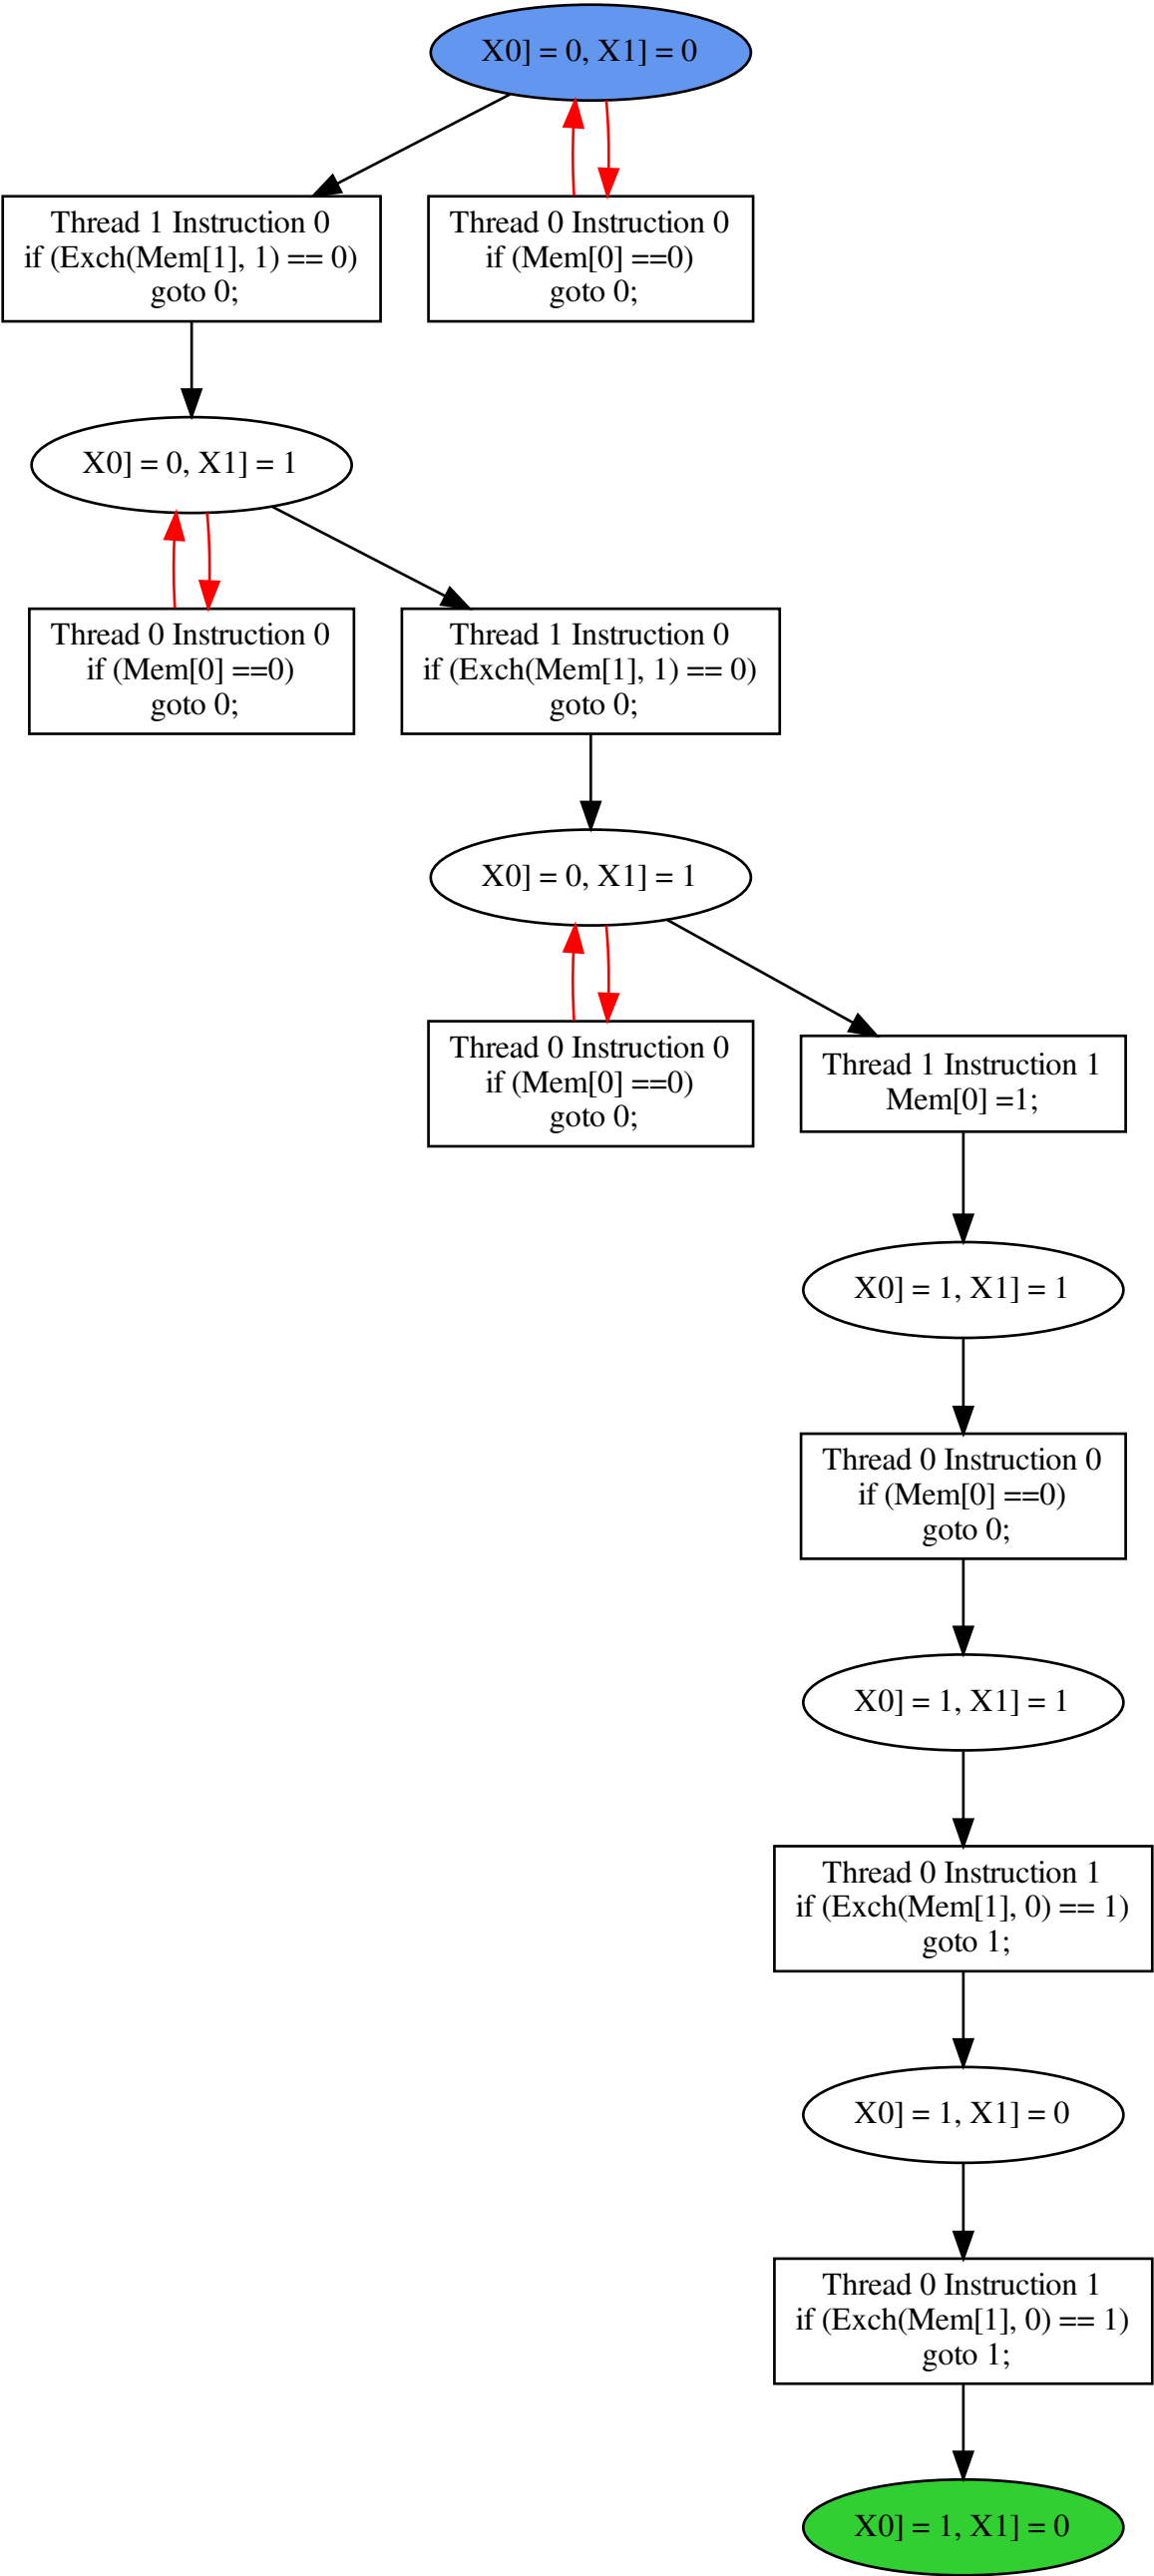 X0] = 0, X1] = 0
Thread 1 Instruction 0
if (Exch(Mem[1], 1) == 0)
goto 0;
Thread 0 Instruction 0
if (Mem[0] ==0)
goto 0;
X0] = 0, X1] = 1
Thread 0 Instruction 0
if (Mem[0] ==0)
goto 0;
Thread 1 Instruction 0
if (Exch(Mem[1], 1) == 0)
goto 0;
X0] = 0, X1] = 1
Thread 0 Instruction 0
if (Mem[0] ==0)
goto 0;
Thread 1 Instruction 1
Mem[0] =1;
X0] = 1, X1] = 1
Thread 0 Instruction 0
if (Mem[0] ==0)
goto 0;
X0] = 1, X1] = 1
Thread 0 Instruction 1
if (Exch(Mem[1], 0) == 1)
goto 1;
X0] = 1, X1] = 0
Thread 0 Instruction 1
if (Exch(Mem[1], 0) == 1)
goto 1;
X0] = 1, X1] = 0